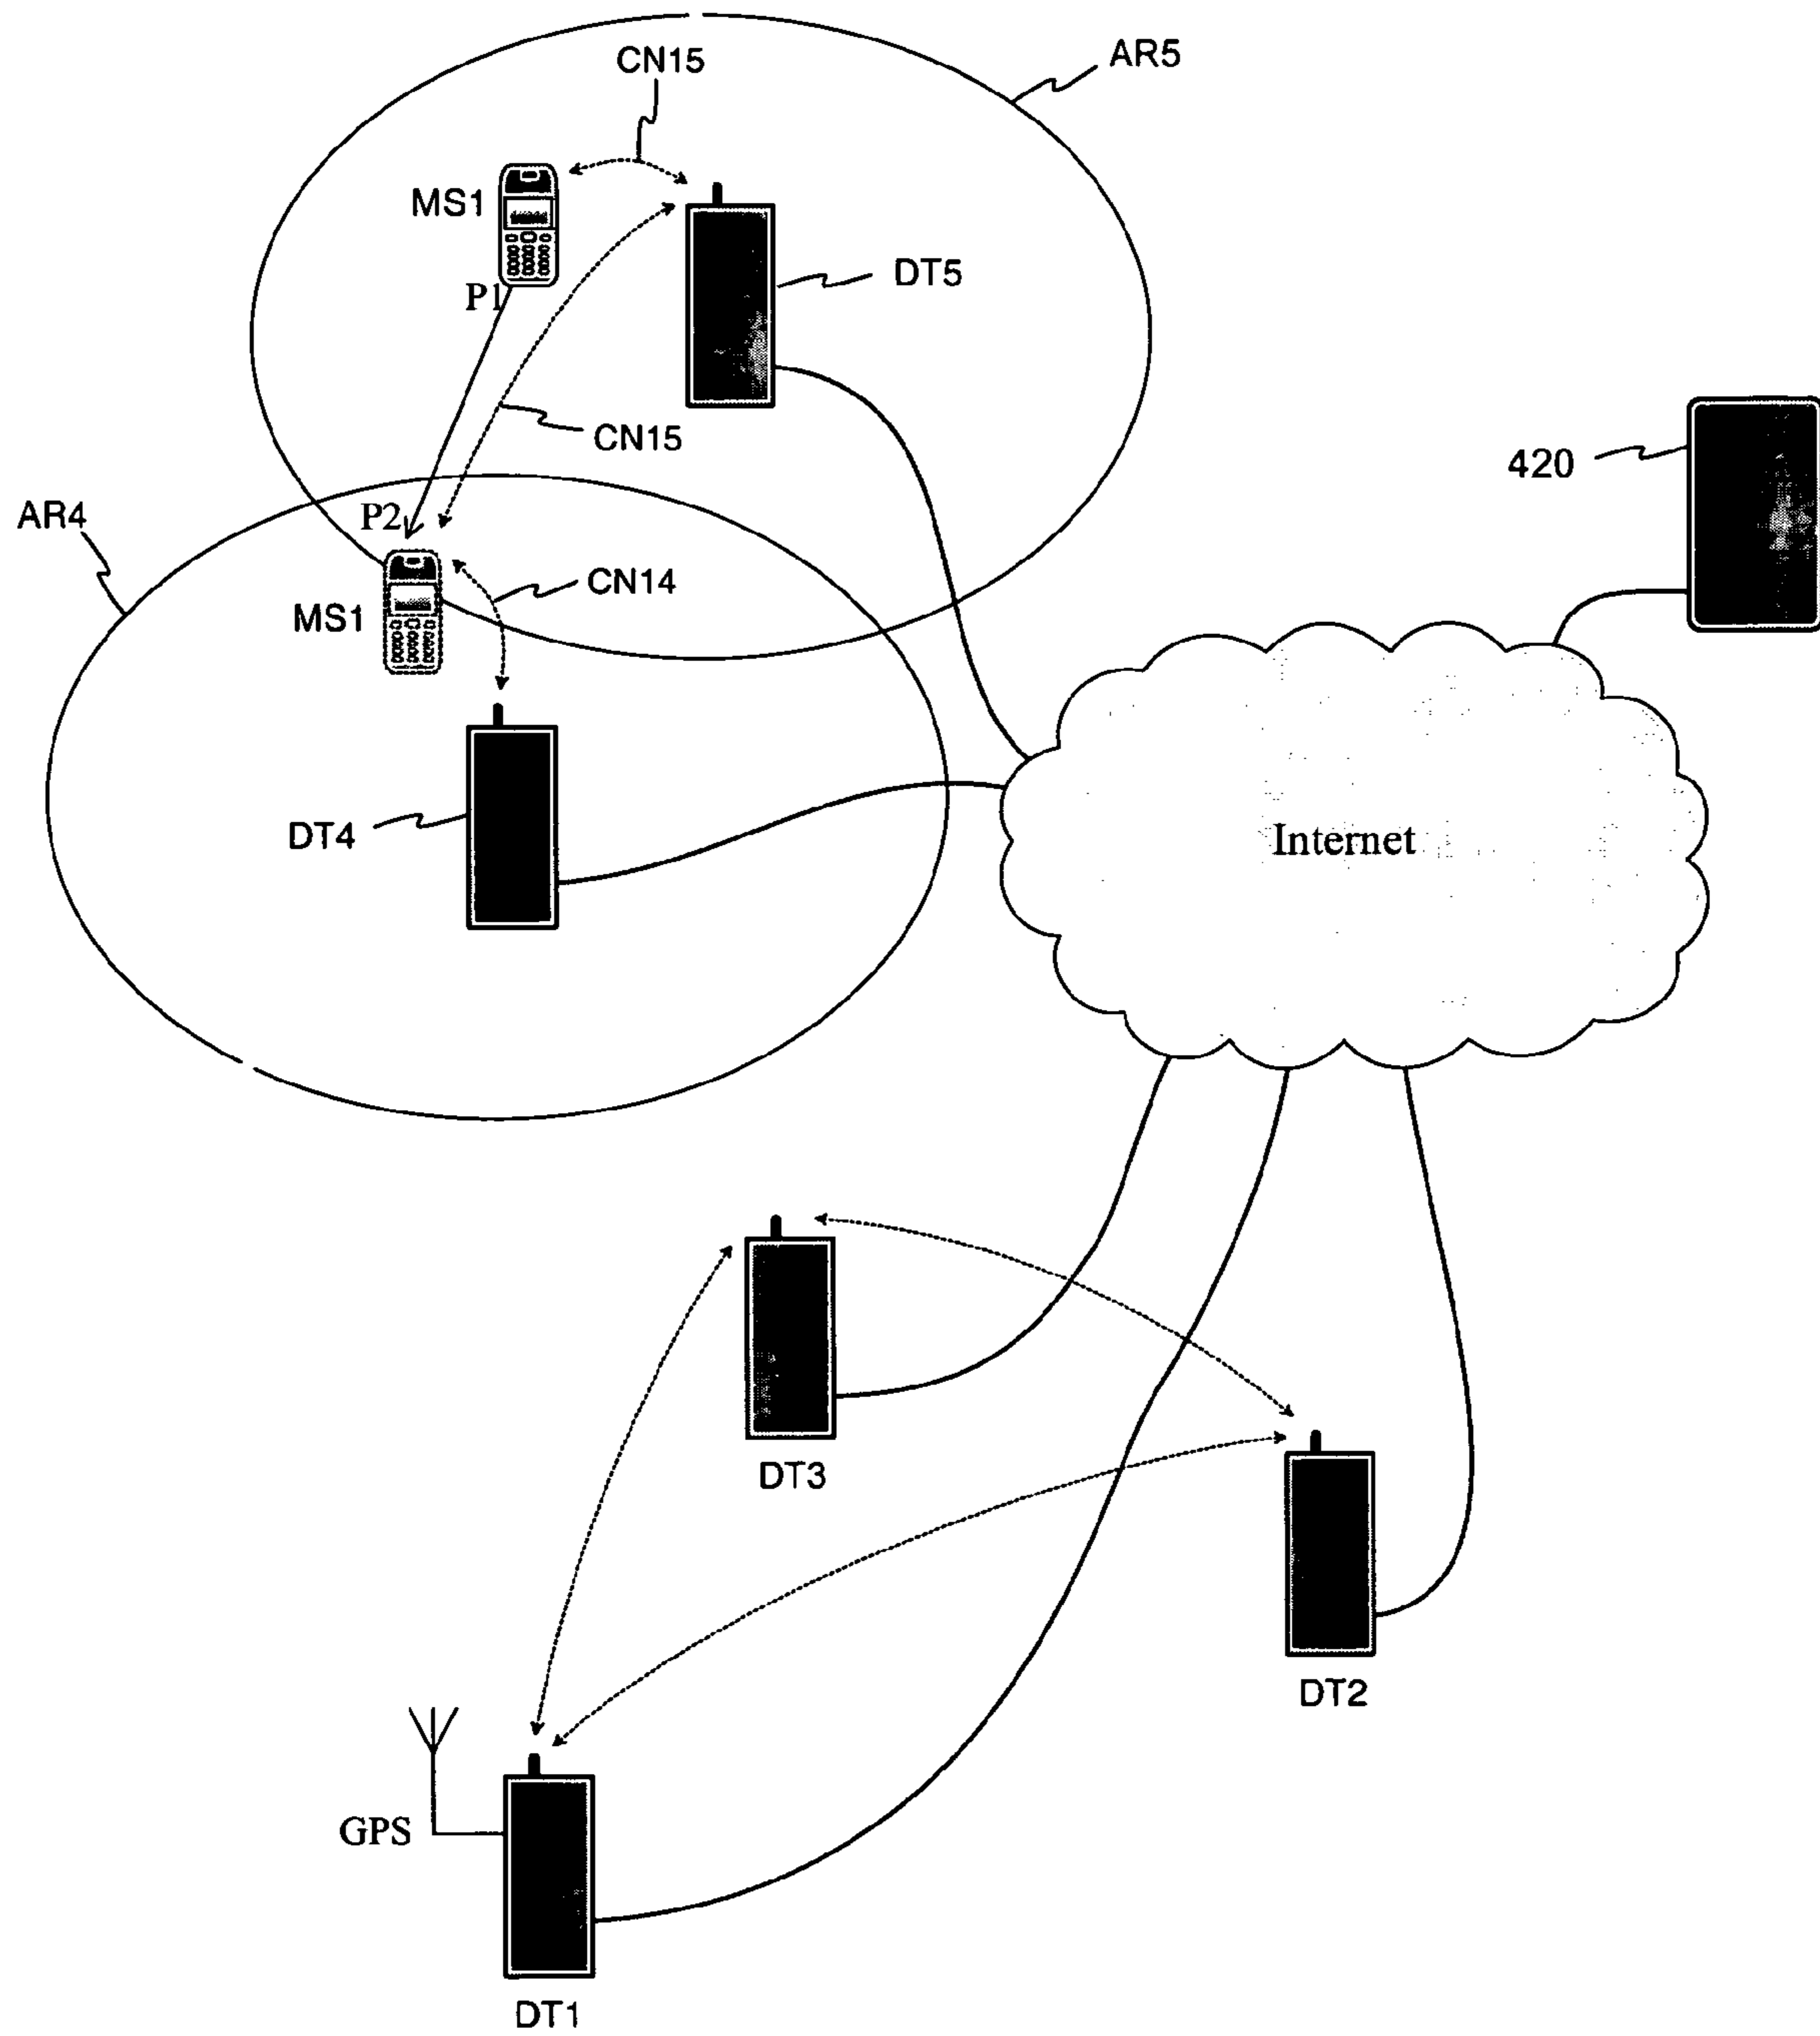 CN15
AR5
MS1
DT5
P1
CN15
420
AR4
P2
CN14
MS1
DT4
Internet
DT3
DT2
GPS
DT1